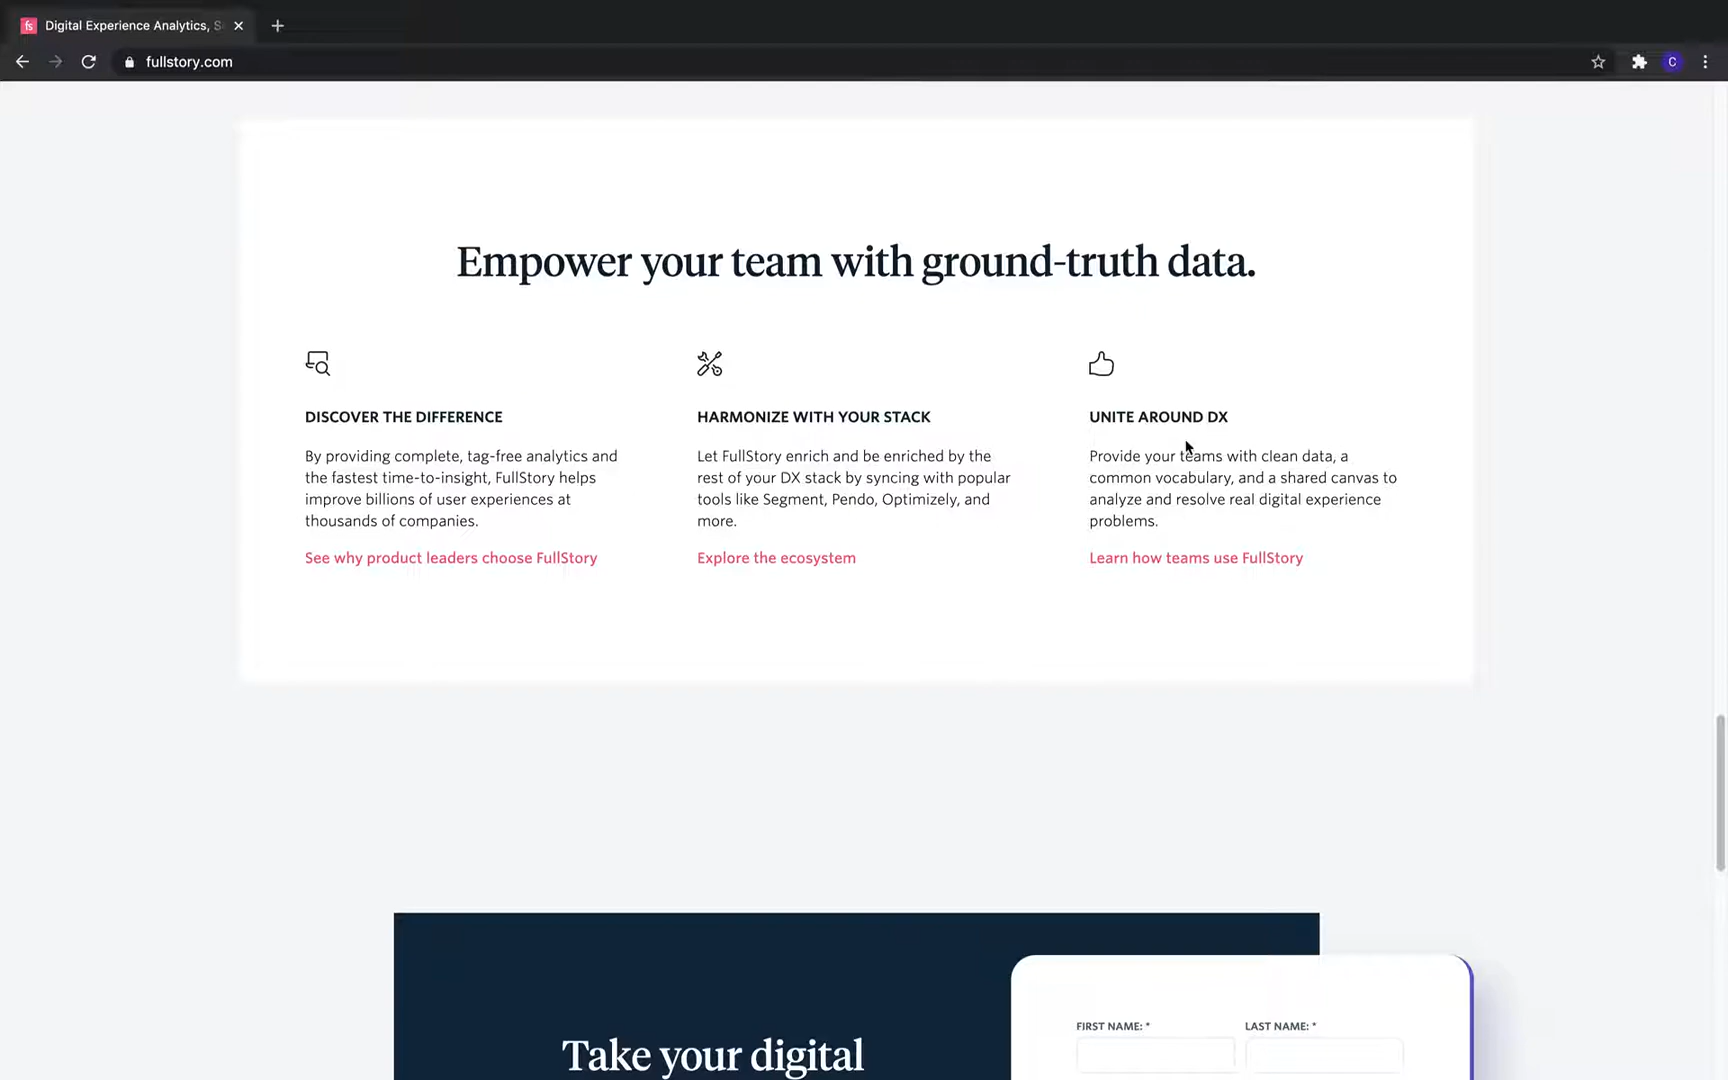 fs Digital Experience Analytics, S
fullstory.com
C
Empower your team with ground-truth data.
DISCOVER THE DIFFERENCE
By providing complete, tag-free analytics and
the fastest time-to-insight, FullStory helps
improve billions of user experiences at
thousands of companies.
See why product leaders choose FullStory
HARMONIZE WITH YOUR STACK
Let FullStory enrich and be enriched by the
rest of your DX stack by syncing with popular
tools like Segment, Pendo, Optimizely, and
more.
Explore the ecosystem
UNITE AROUND DX
Provide your teams with clean data, a
common vocabulary, and a shared canvas to
analyze and resolve real digital experience
problems.
Learn how teams use FullStory
Take your digital
FIRST NAME: *
LAST NAME: *